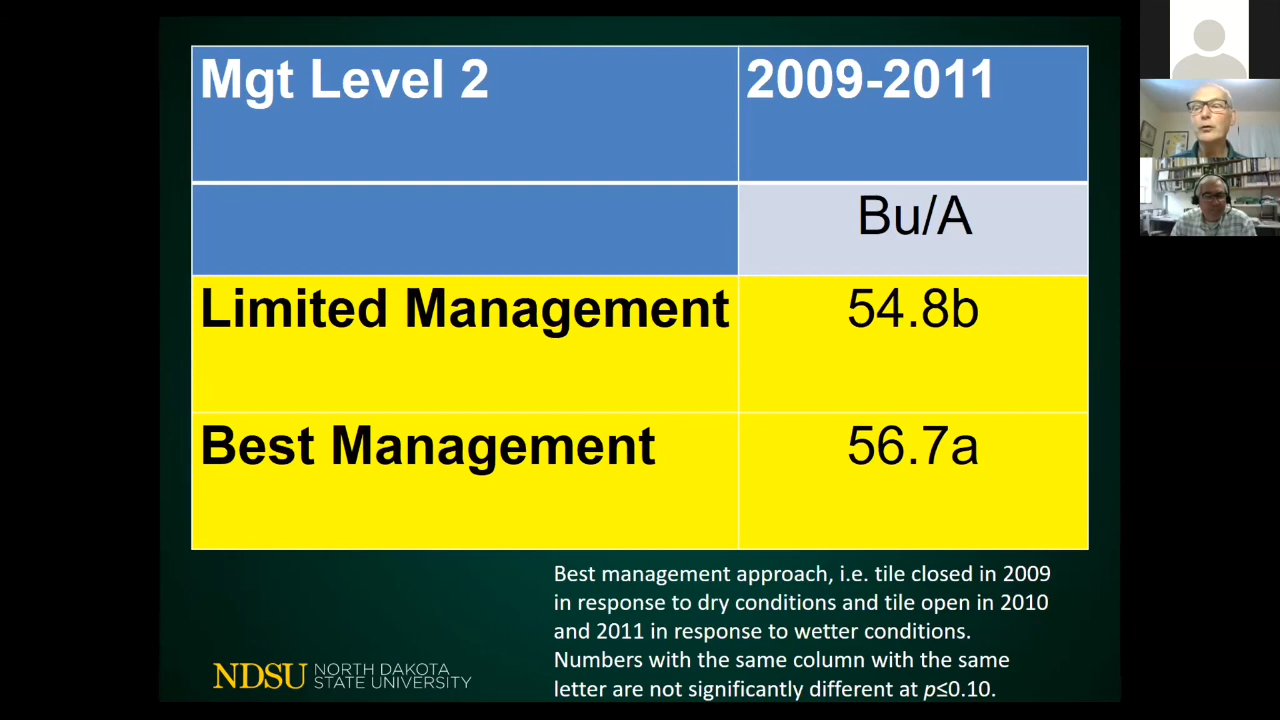 Mgt Level 2 2009-2011
Bu/A
Limited Management 54.8b
Best Management 56.7a
Best management approach, i.e. tile closed in 2009
in response to dry conditions and tile open in 2010
and 2011 in response to wetter conditions.
Numbers with the same column with the same
letter are not significantly different at p≤0.10.
NDSU NORTH DAKOTA
STATE UNIVERSITY